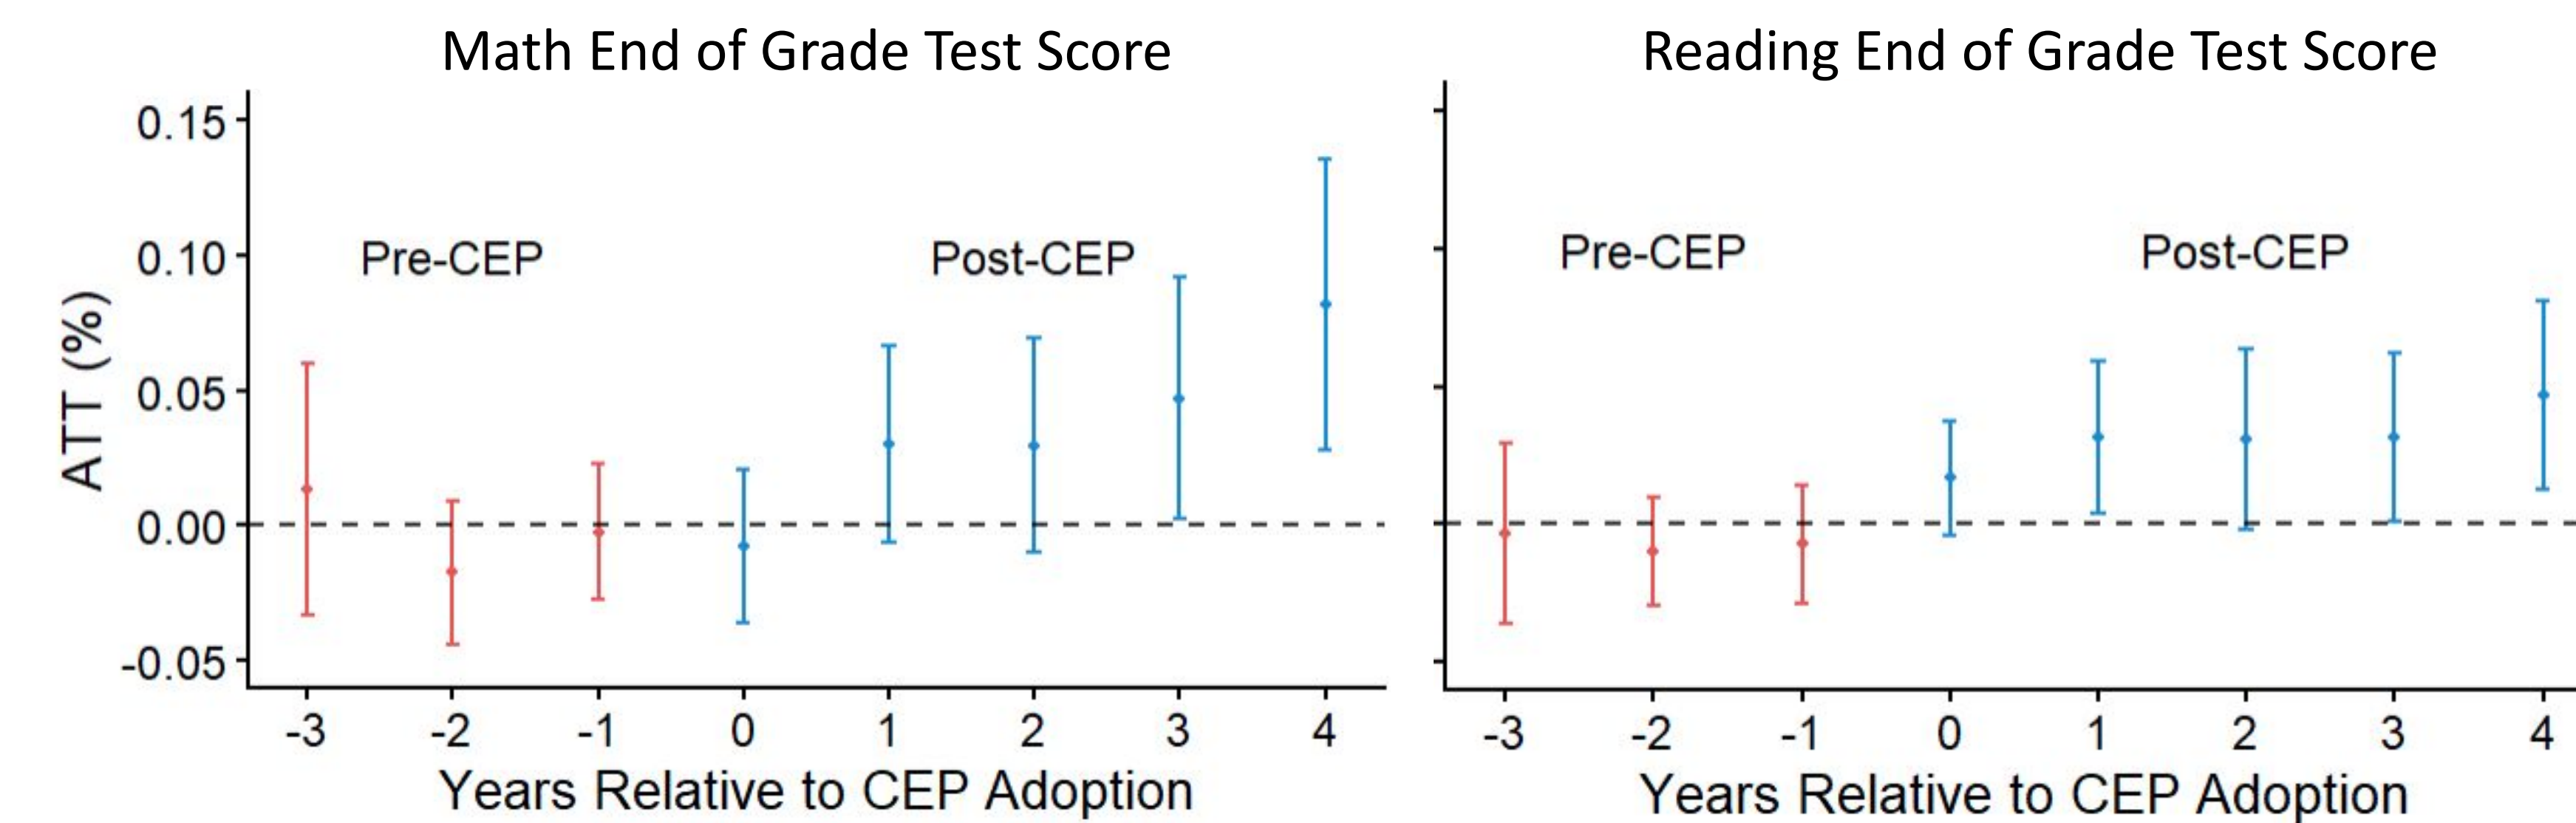 Math End of Grade Test Score
ATT (%)
0.15
0.10
0.05
0.00
-0.05
Pre-CEP
Post-CEP
-3 -2 -1 0 1 2 3 4
Years Relative to CEP Adoption
Reading End of Grade Test Score
Pre-CEP
Post-CEP
-3 -2 -1 0 1 2 3 4
Years Relative to CEP Adoption